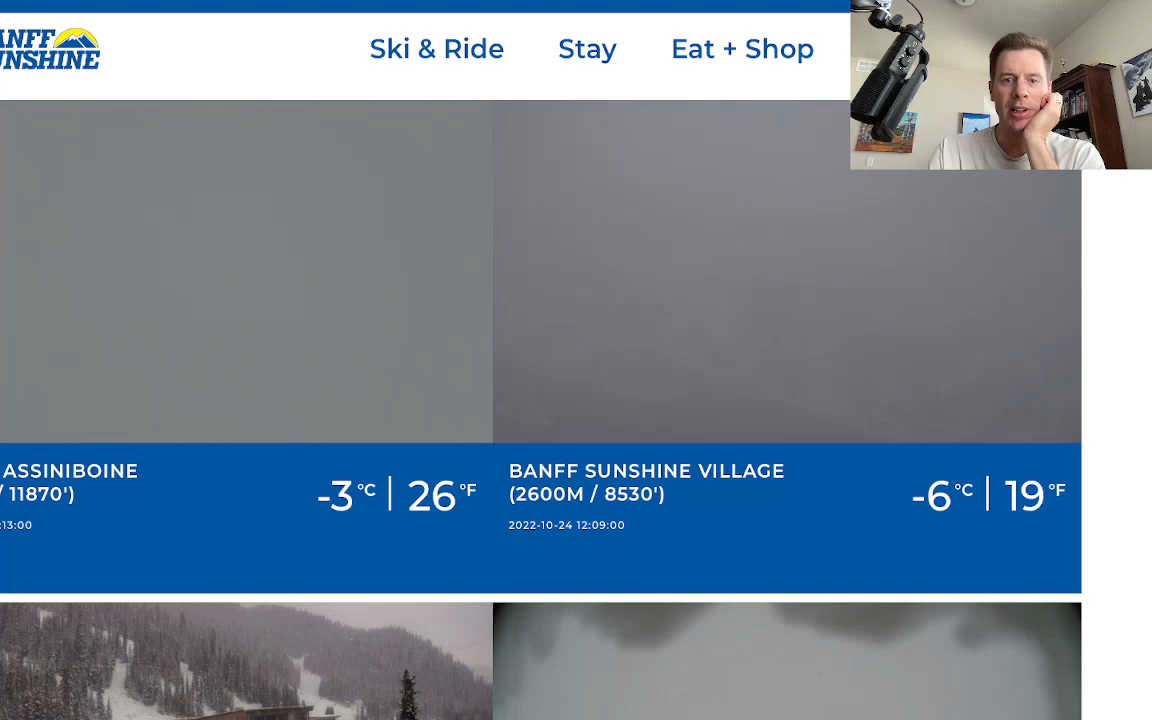 ANFF
UNSHINE
Ski & Ride Stay Eat + Shop
ASSINIBOINE
/ 11870')
:13:00
-3 °C | 26 °F
BANFF SUNSHINE VILLAGE
(2600M / 8530')
2022-10-24 12:09:00
-6 °C | 19 °F